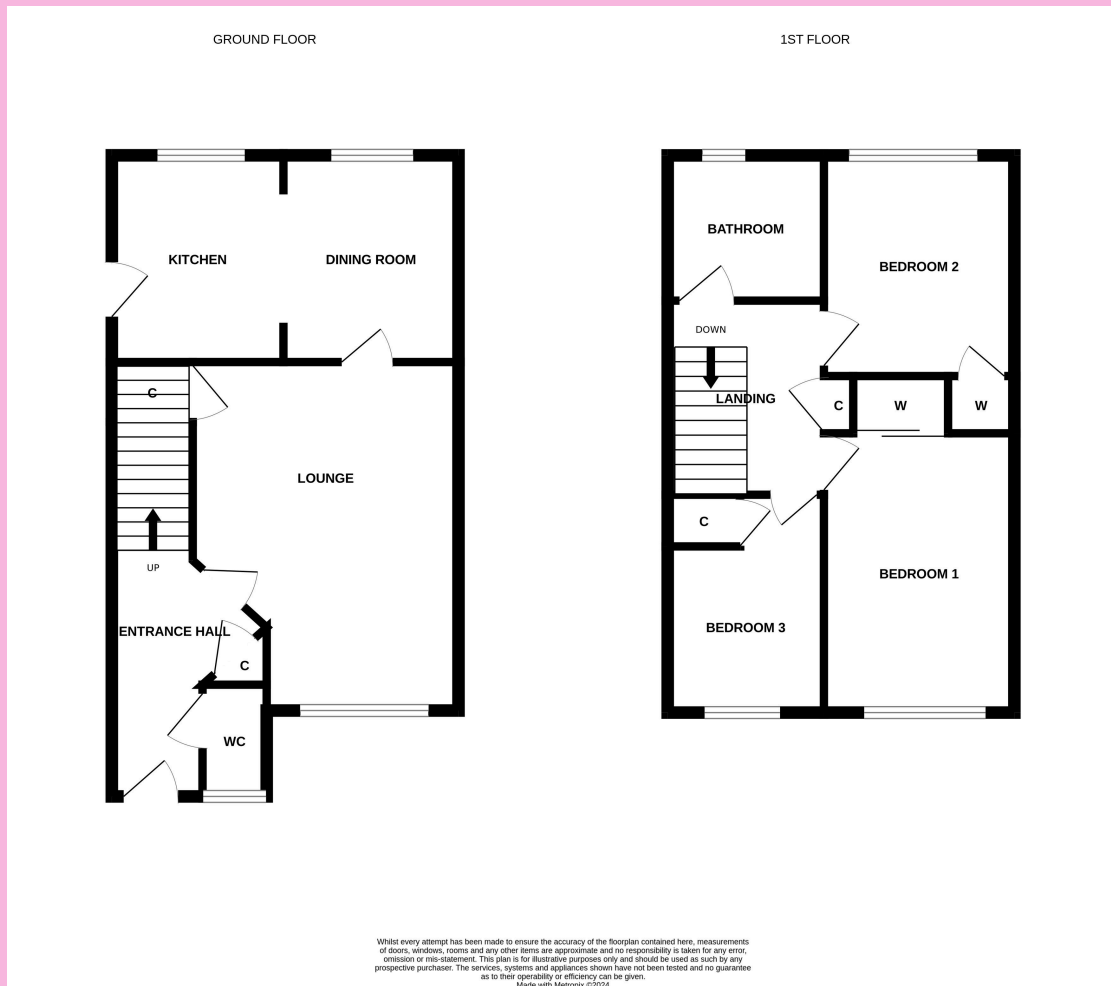 GROUND FLOOR
1ST FLOOR
KITCHEN
DINING ROOM
C
LOUNGE
UP
ENTRANCE HALL
C
WC
BATHROOM
BEDROOM 2
DOWN
LANDING
C
W
W
C
BEDROOM 1
BEDROOM 3
Whilst every attempt has been made to ensure the accuracy of the floorplan contained here, measurements
of doors, windows, rooms and any other items are approximate and no responsibility is taken for any error,
omission or mis-statement. This plan is for illustrative purposes only and should be used as such by any
prospective purchaser. The services, systems and appliances shown have not been tested and no guarantee
as to their operability or efficiency can be given.
Made with Metropix ©2024